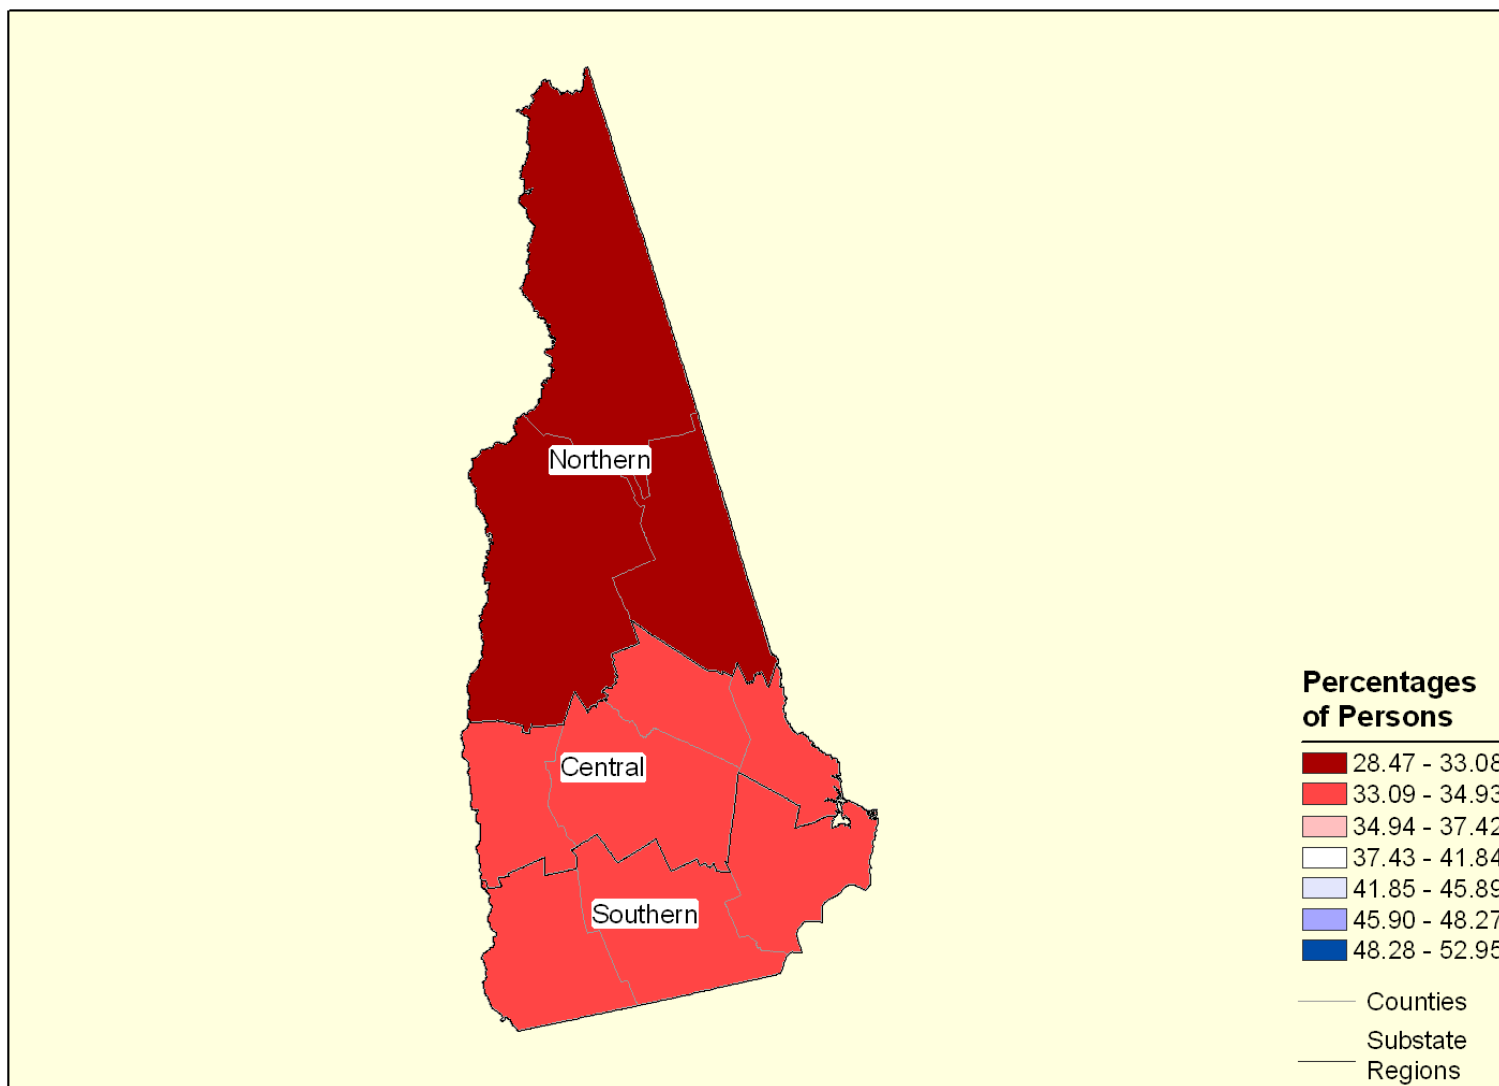 Northern
Central
Southern
Percentages
of Persons
28.47 - 33.08
33.09 - 34.93
34.94 - 37.42
37.43 - 41.84
41.85 - 45.89
45.90 - 48.27
48.28 - 52.95
Counties
Substate
Regions